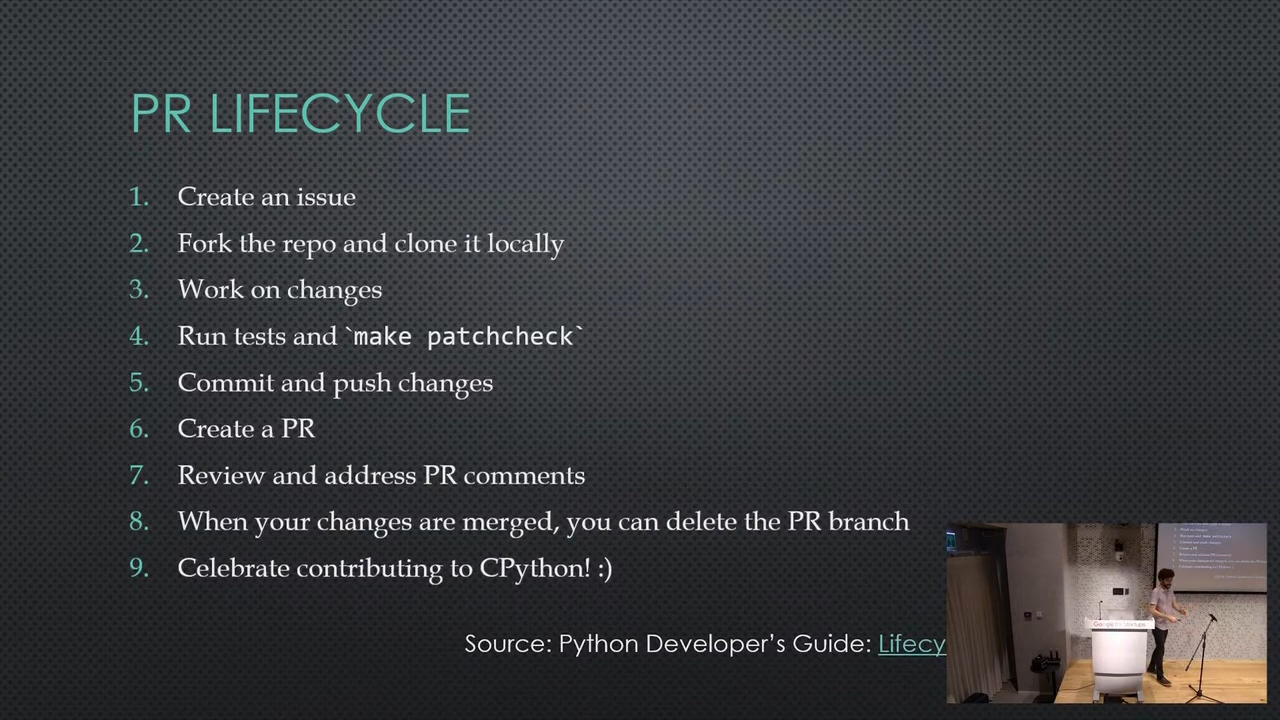 PR LIFECYCLE
1. Create an issue
2. Fork the repo and clone it locally
3. Work on changes
4. Run tests and `make patchcheck`
5. Commit and push changes
6. Create a PR
7. Review and address PR comments
8. When your changes are merged, you can delete the PR branch
9. Celebrate contributing to CPython! :)
Source: Python Developer’s Guide: Lifecy
Google for Startups